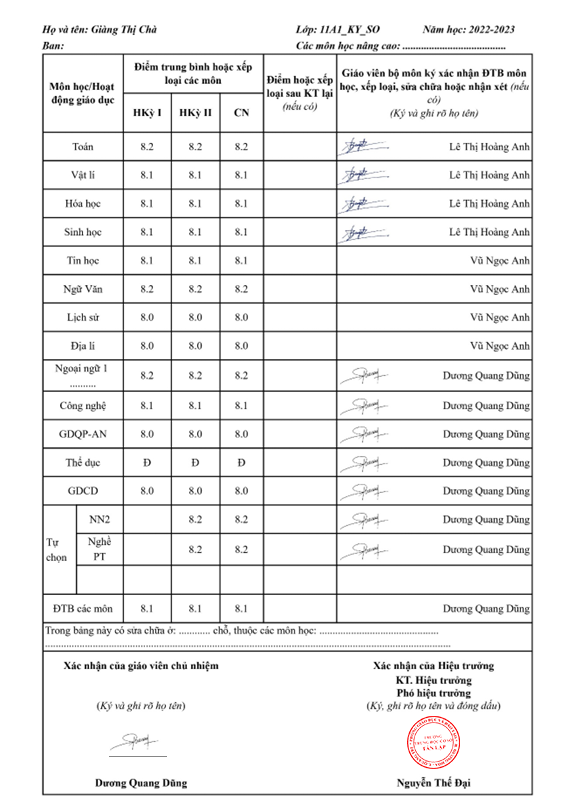 Họ và tên: Giàng Thị Chà Lớp: 11A1_KY_SO Năm học: 2022-2023
Ban: Các môn học nâng cao: .......................................
Môn học/Hoạt động giáo dục
Điểm trung bình hoặc xếp loại các môn
HKỳ I HKỳ II CN
Điểm hoặc xếp loại sau KT lại (nếu có)
Giáo viên bộ môn ký xác nhận ĐTB môn học, xếp loại, sửa chữa hoặc nhận xét (nếu có)
(Ký và ghi rõ họ tên)
Toán 8.2 8.2 8.2 Lê Thị Hoàng Anh
Vật lí 8.1 8.1 8.1 Lê Thị Hoàng Anh
Hóa học 8.1 8.1 8.1 Lê Thị Hoàng Anh
Sinh học 8.1 8.1 8.1 Lê Thị Hoàng Anh
Tin học 8.1 8.1 8.1 Vũ Ngọc Anh
Ngữ Văn 8.2 8.2 8.2 Vũ Ngọc Anh
Lịch sử 8.0 8.0 8.0 Vũ Ngọc Anh
Địa lí 8.0 8.0 8.0 Vũ Ngọc Anh
Ngoại ngữ 1 .......... 8.2 8.2 8.2 Dương Quang Dũng
Công nghệ 8.1 8.1 8.1 Dương Quang Dũng
GDQP-AN 8.0 8.0 8.0 Dương Quang Dũng
Thể dục Đ Đ Đ Dương Quang Dũng
GDCD 8.0 8.0 8.0 Dương Quang Dũng
Tự chọn
NN2 8.2 8.2 Dương Quang Dũng
Nghề PT 8.2 8.2 Dương Quang Dũng
ĐTB các môn 8.1 8.1 8.1 Dương Quang Dũng
Trong bảng này có sửa chữa ở: ............ chỗ, thuộc các môn học: .............................................
Xác nhận của giáo viên chủ nhiệm
(Ký và ghi rõ họ tên)
Dương Quang Dũng
Xác nhận của Hiệu trưởng
KT. Hiệu trưởng
Phó hiệu trưởng
(Ký, ghi rõ họ tên và đóng dấu)
TRƯỜNG
TRUNG HỌC CƠ SỞ
TÂN LẬP
Nguyễn Thế Đại